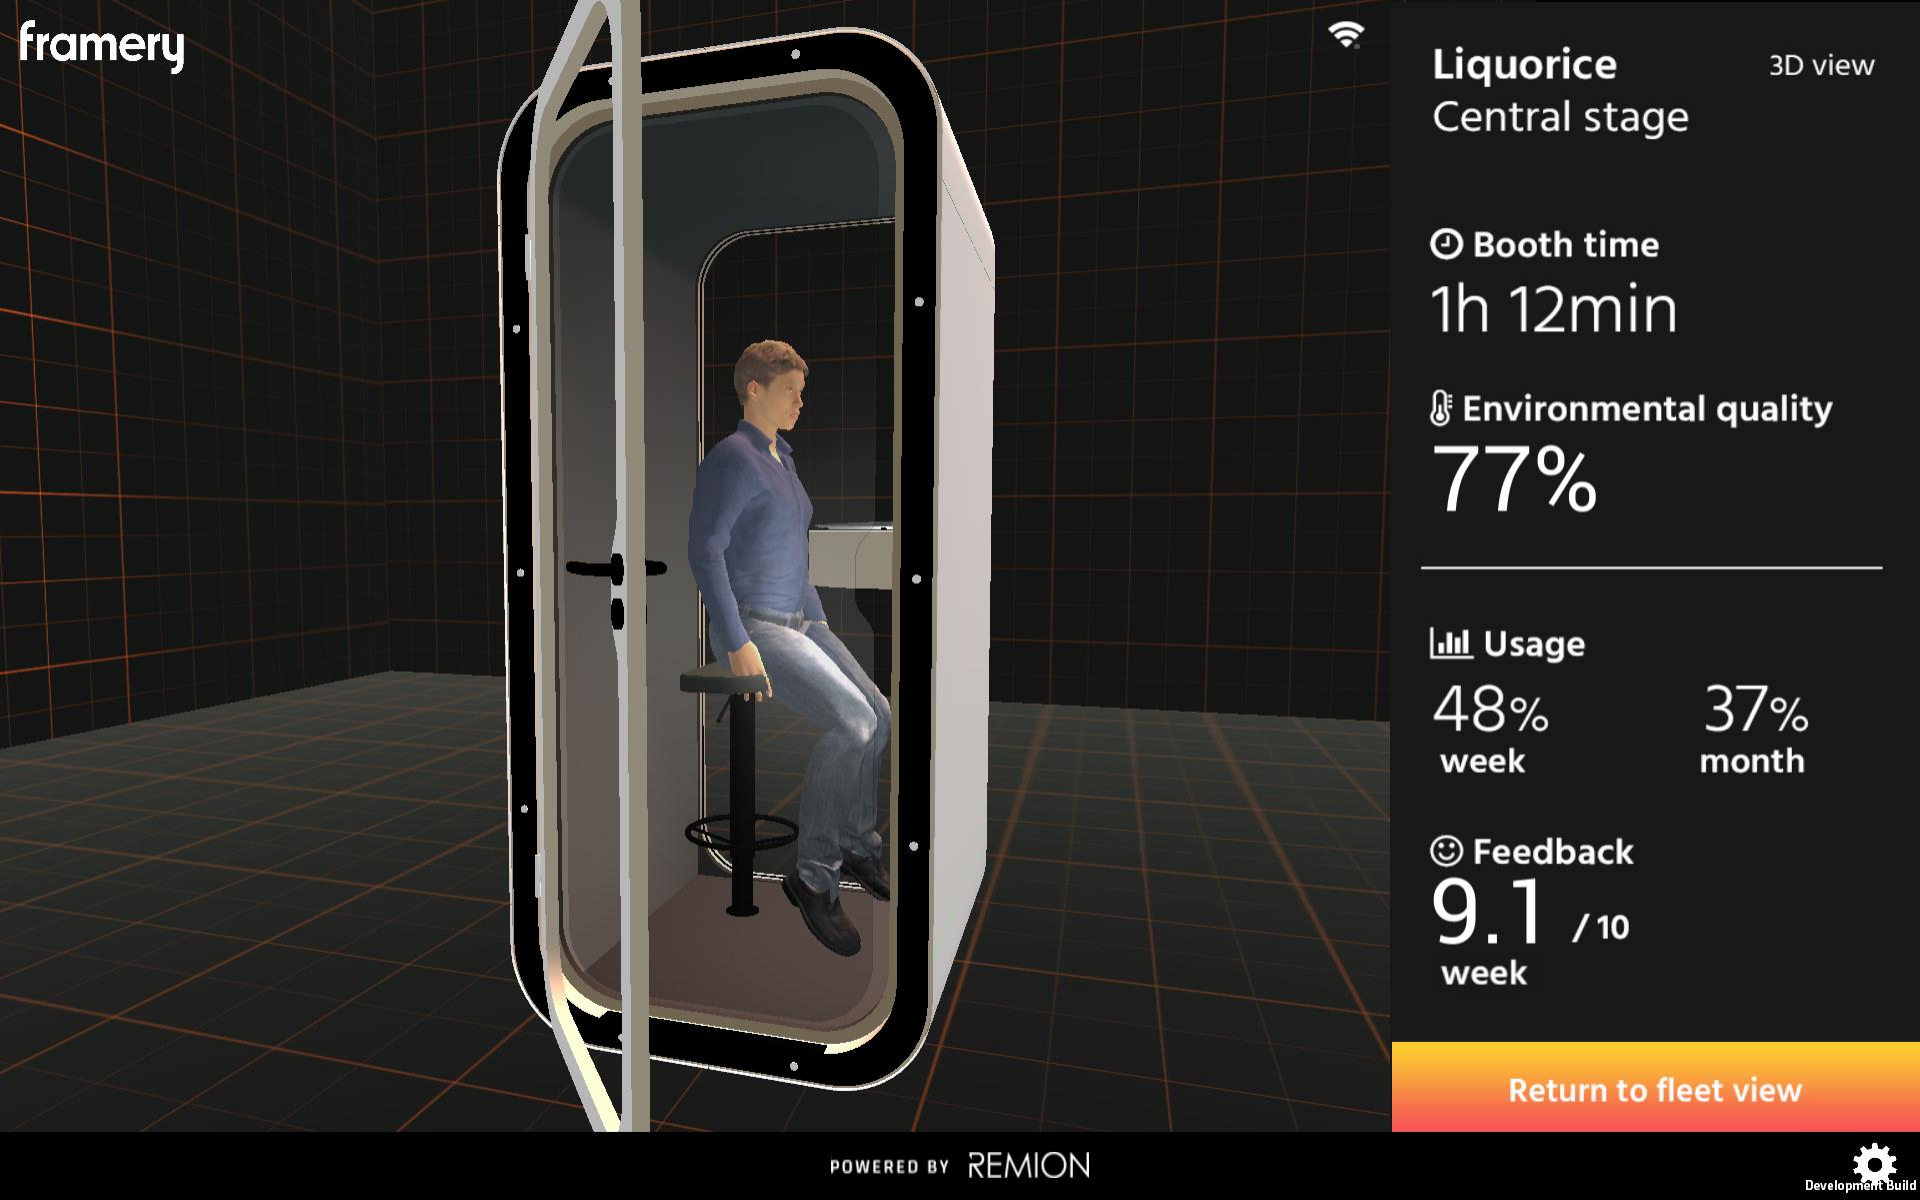 framery
Liquorice
3D view
Central stage
Booth time
1h 12min
Environmental quality
77%
Usage
48%
37%
week
month
Feedback
9.1 / 10
week
Return to fleet view
POWERED BY REMION
Development Build